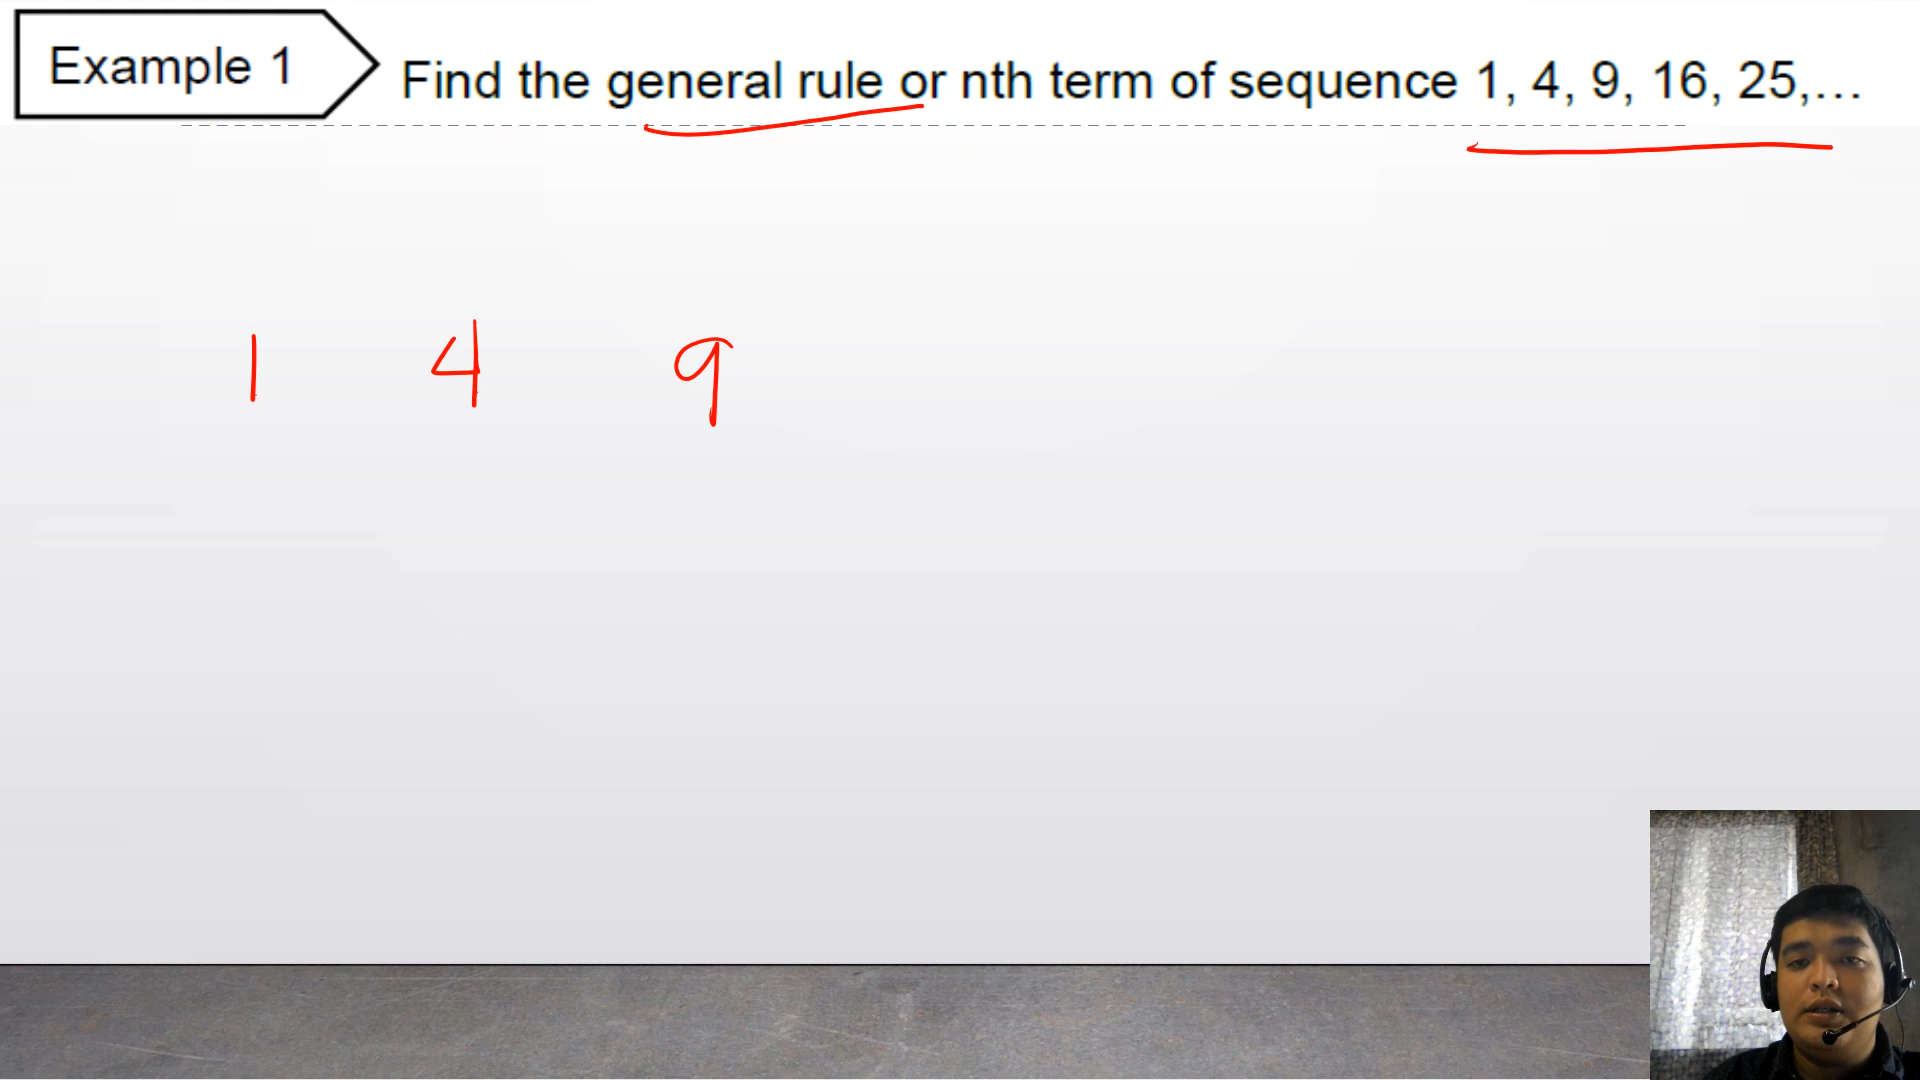 Example 1
Find the general rule or nth term of sequence 1, 4, 9, 16, 25,...
1 4 9